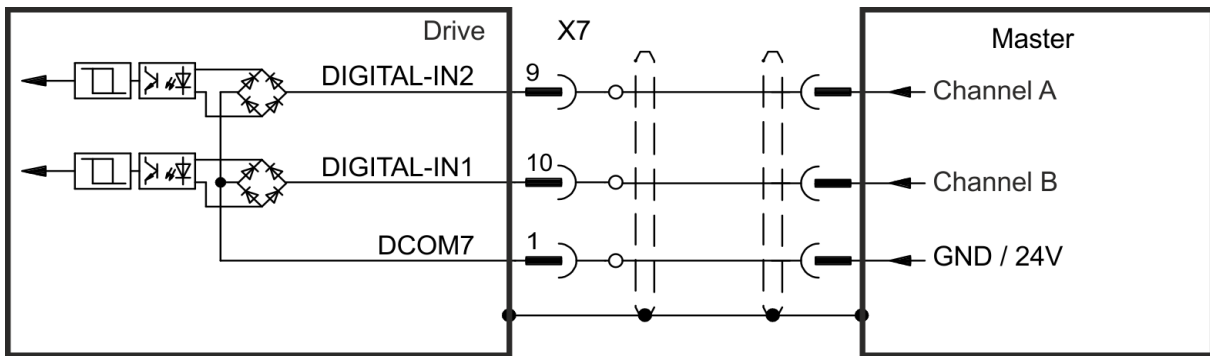 Drive X7 Master
DIGITAL-IN2 9 Channel A
DIGITAL-IN1 10 Channel B
DCOM7 1 GND / 24V